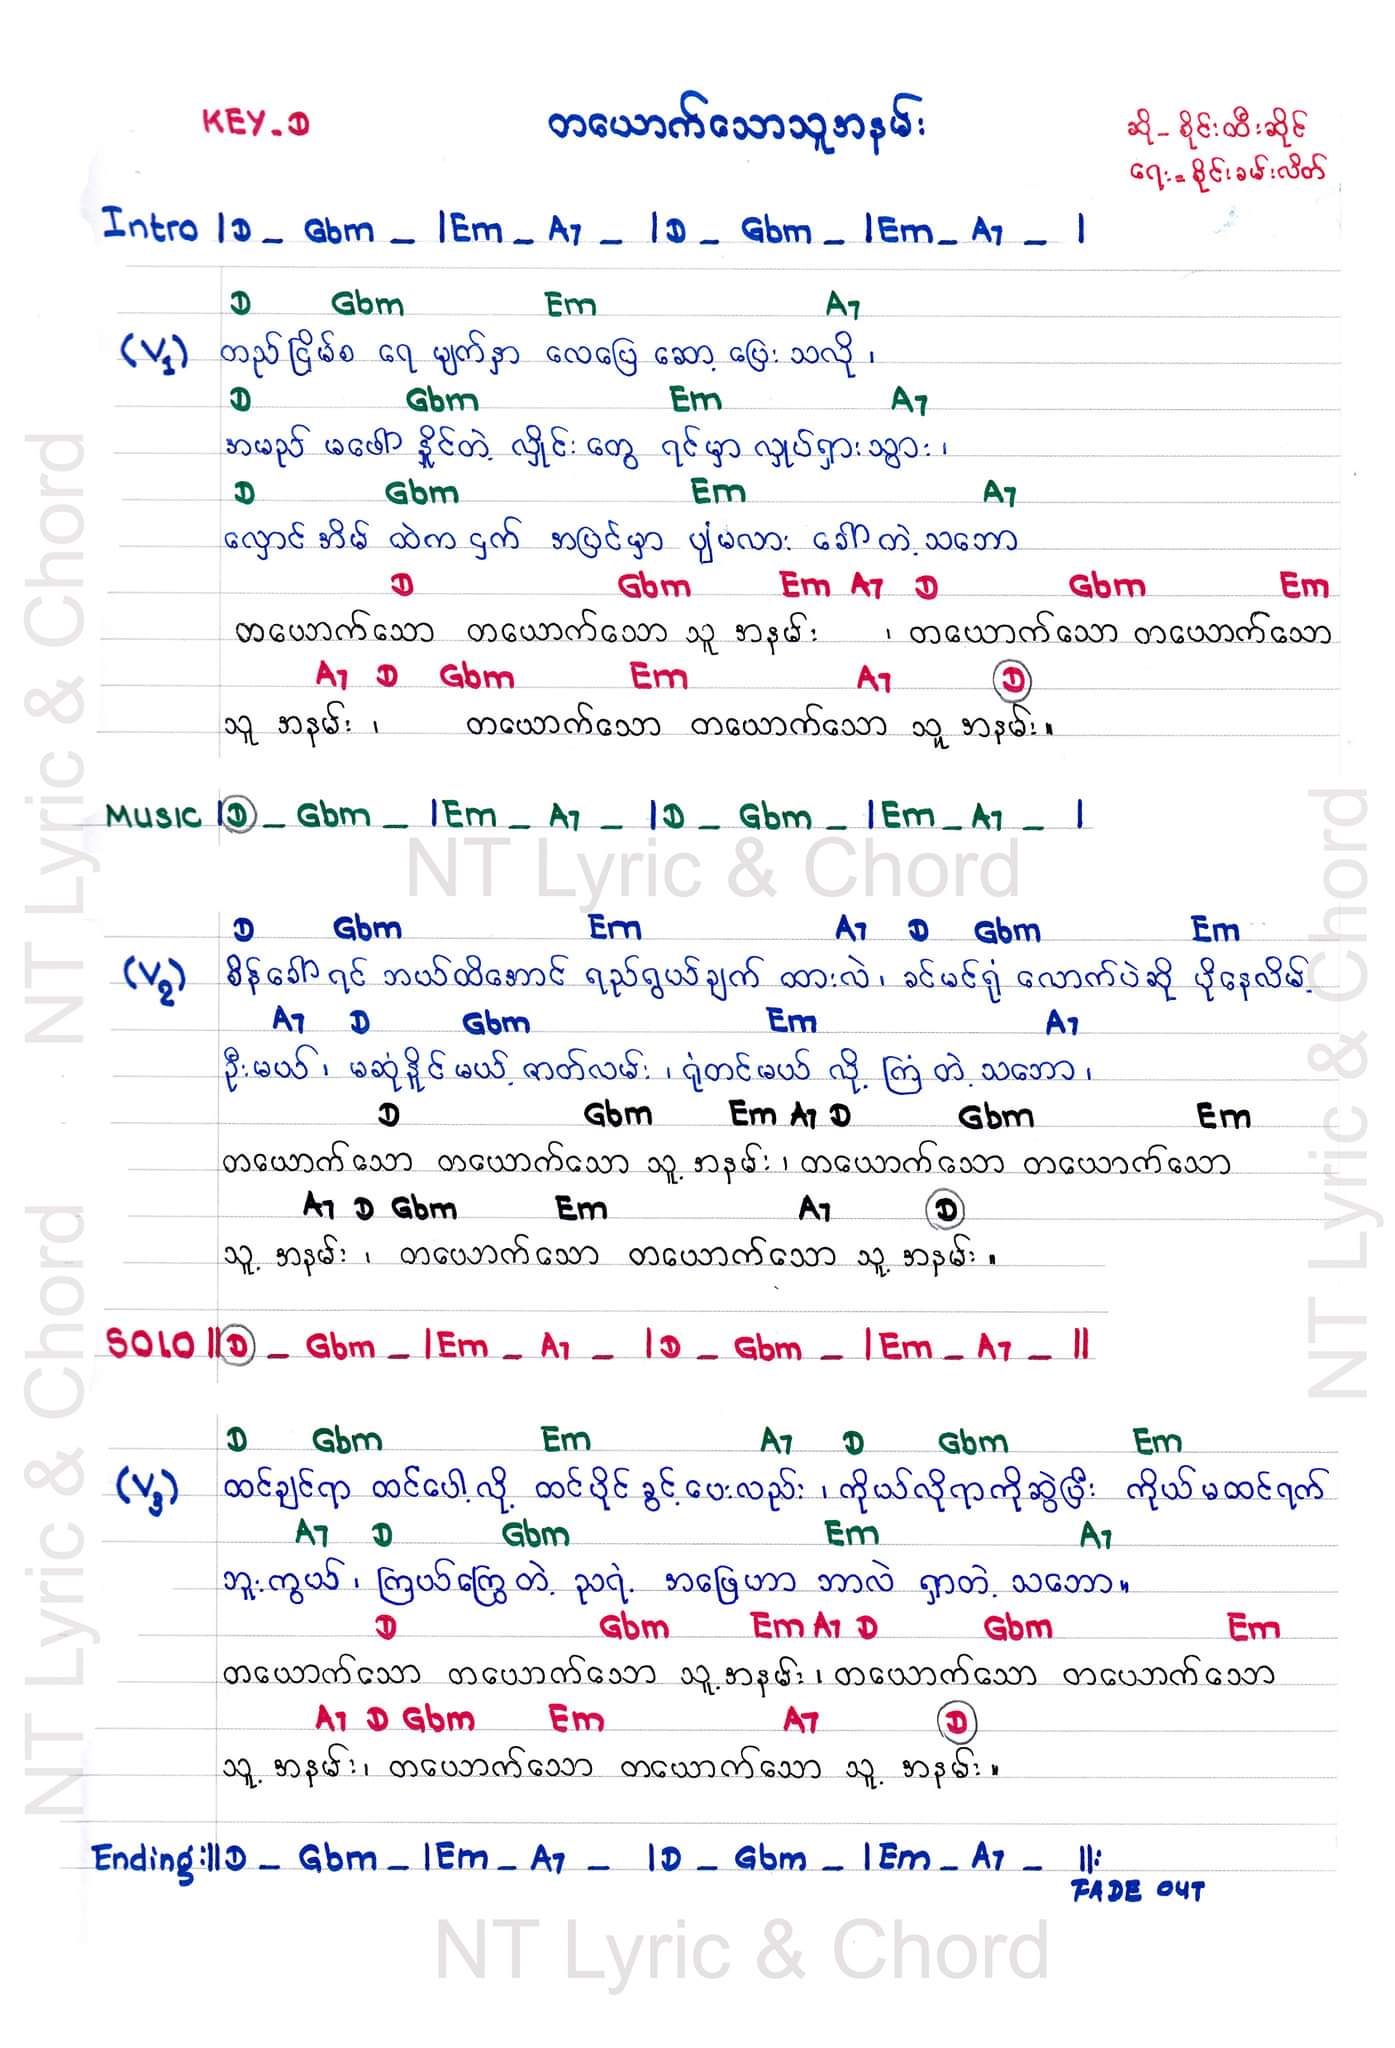 KEY-D
တယောက်သောသူအနမ်း
ဆို - စိုင်းထီးဆိုင်
ရေး = စိုင်းခမ်းလိတ်
Intro | D _ Gbm _ | Em _ A7 _ | D _ Gbm _ | Em _ A7 _ |
D Gbm Em A7
(V1) တည်ငြိမ်စ ရေ မျက်နှာ လေပြေ ဆော့ ပြေး သလို ၊
D Gbm Em A7
အမည် မဖေါ် နိူင်တဲ့ လှိုင်း တွေ ရင်မှာ လှုပ်ရှားသွား ၊
D Gbm Em A7
လှောင်အိမ် ထဲက ငှက် အပြင်မှာ ပျံမလား ခေါ်တဲ့ သဘော
D Gbm Em A7 D Gbm Em
တယောက်သော တယောက်သော သူ အနမ်း ၊ တယောက်သော တယောက်သော
A7 D Gbm Em A7 D
သူ အနမ်း ၊ တယောက်သော တယောက်သော သူ အနမ်း ။
MUSIC | D _ Gbm _ | Em _ A7 _ | D _ Gbm _ | Em _ A7 _ |
NT Lyric & Chord
D Gbm Em A7 D Gbm Em
(V2) စိန်ခေါ်ရင် ဘယ်ထိအောင် ရည်ရွယ်ချက် ထားလဲ ၊ ခင်မင်ရုံ လောက်ပဲဆို ပိုနေလိမ့်
A7 D Gbm Em A7
ဦးမယ် ၊ မဆုံနိူင်မယ့် ဇာတ်လမ်း ၊ ရုံတင်မယ် လို့ ကြံ တဲ့ သဘော ၊
D Gbm Em A7 D Gbm Em
တယောက်သော တယောက်သော သူ့ အနမ်း ၊ တယောက်သော တယောက်သော
A7 D Gbm Em A7 D
သူ့ အနမ်း ၊ တယောက်သော တယောက်သော သူ့ အနမ်း ။
SOLO || D _ Gbm _ | Em _ A7 _ | D _ Gbm _ | Em _ A7 _ ||
D Gbm Em A7 D Gbm Em
(V3) ထင်ချင်ရာ ထင်ပေါ့လို့ ထင်ပိုင်ခွင့်ပေးလည်း ၊ ကိုယ်လိုရာကိုဆွဲပြီး ကိုယ်မထင်ရက်
A7 D Gbm Em A7
ဘူးကွယ် ၊ ကြယ်ကြွေတဲ့ ညရဲ့ အဖြေဟာ ဘာလဲ ရှာတဲ့ သဘော ။
D Gbm Em A7 D Gbm Em
တယောက်သော တယောက်သော သူ့အနမ်း ၊ တယောက်သော တယောက်သော
A7 D Gbm Em A7 D
သူ့ အနမ်း ၊ တယောက်သော တယောက်သော သူ့ အနမ်း ။
Ending :|| D _ Gbm _ | Em _ A7 _ | D _ Gbm _ | Em _ A7 _ ||:
FADE OUT
NT Lyric & Chord
NT Lyric & Chord
NT Lyric & Chord
NT Lyric & Chord